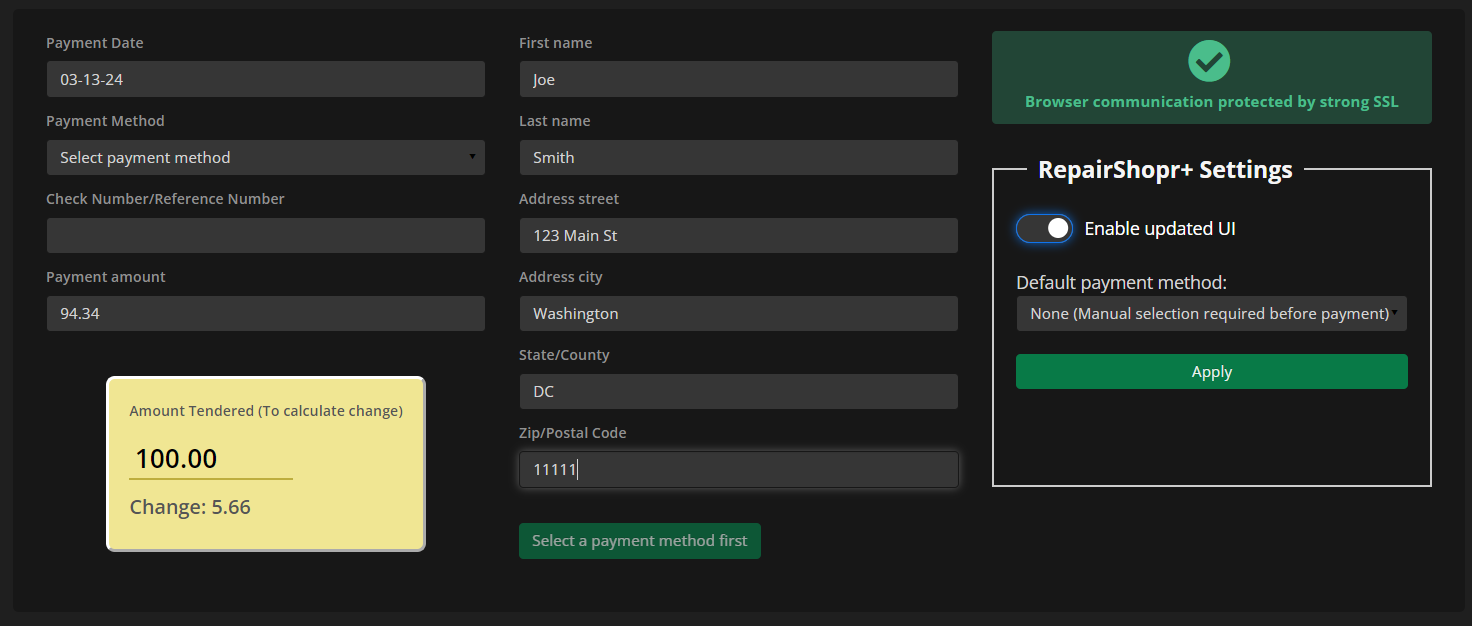 Payment Date
03-13-24
Payment Method
Select payment method
Check Number/Reference Number
Payment amount
94.34
Amount Tendered (To calculate change)
100.00
Change: 5.66
First name
Joe
Last name
Smith
Address street
123 Main St
Address city
Washington
State/County
DC
Zip/Postal Code
11111
Select a payment method first
Browser communication protected by strong SSL
RepairShopr+ Settings
Enable updated UI
Default payment method:
None (Manual selection required before payment)
Apply